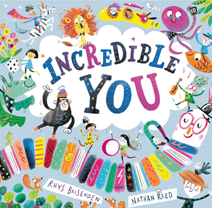 INCREDIBLE
YOU
RHYS BRISENDEN
NATHAN REED